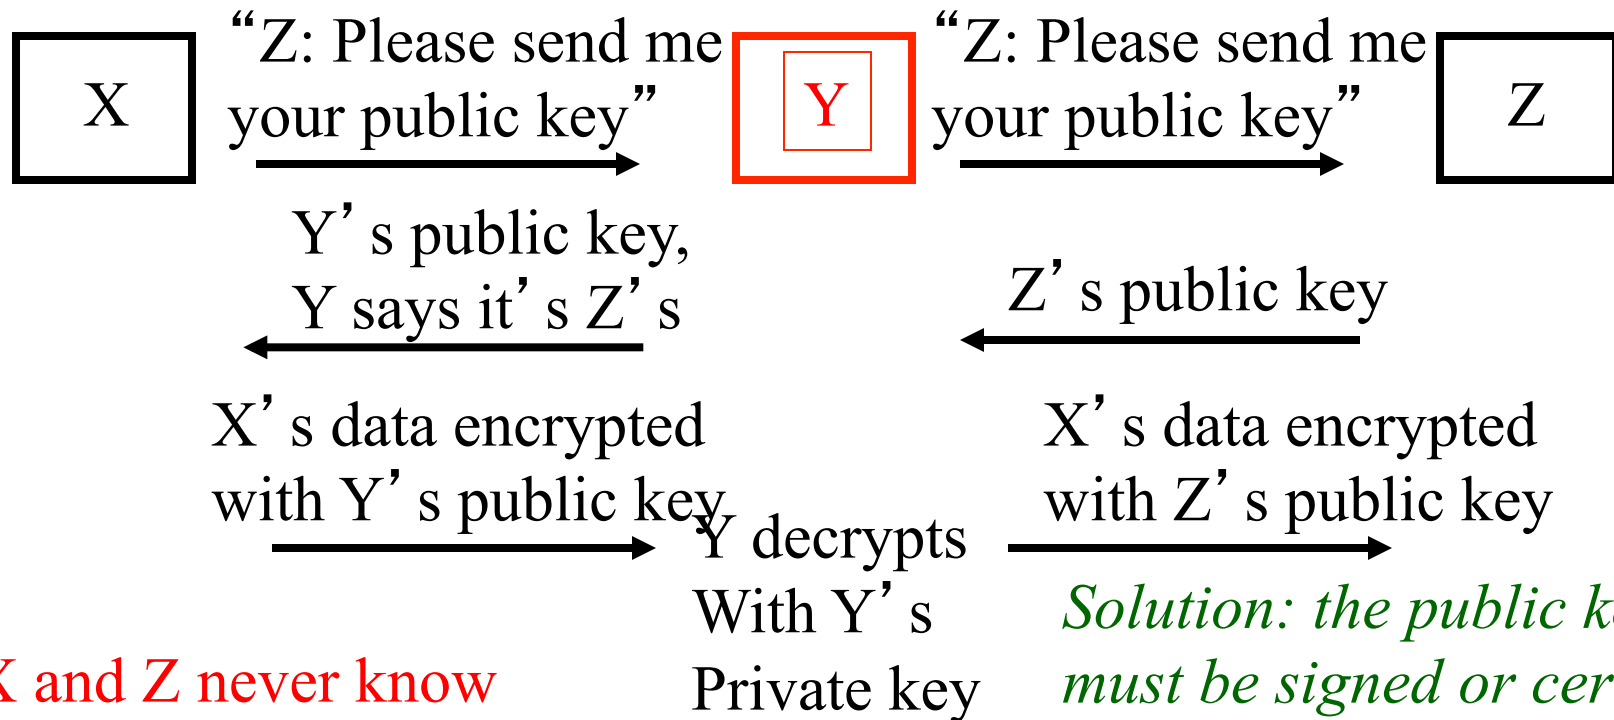 X
“Z: Please send me
your public key”
Y
“Z: Please send me
your public key”
Z
Y’s public key,
Y says it’s Z’s
Z’s public key
X’s data encrypted
with Y’s public key
X’s data encrypted
with Z’s public key
Y decrypts
With Y’s
Private key
X and Z never know
Solution: the public
must be signed or